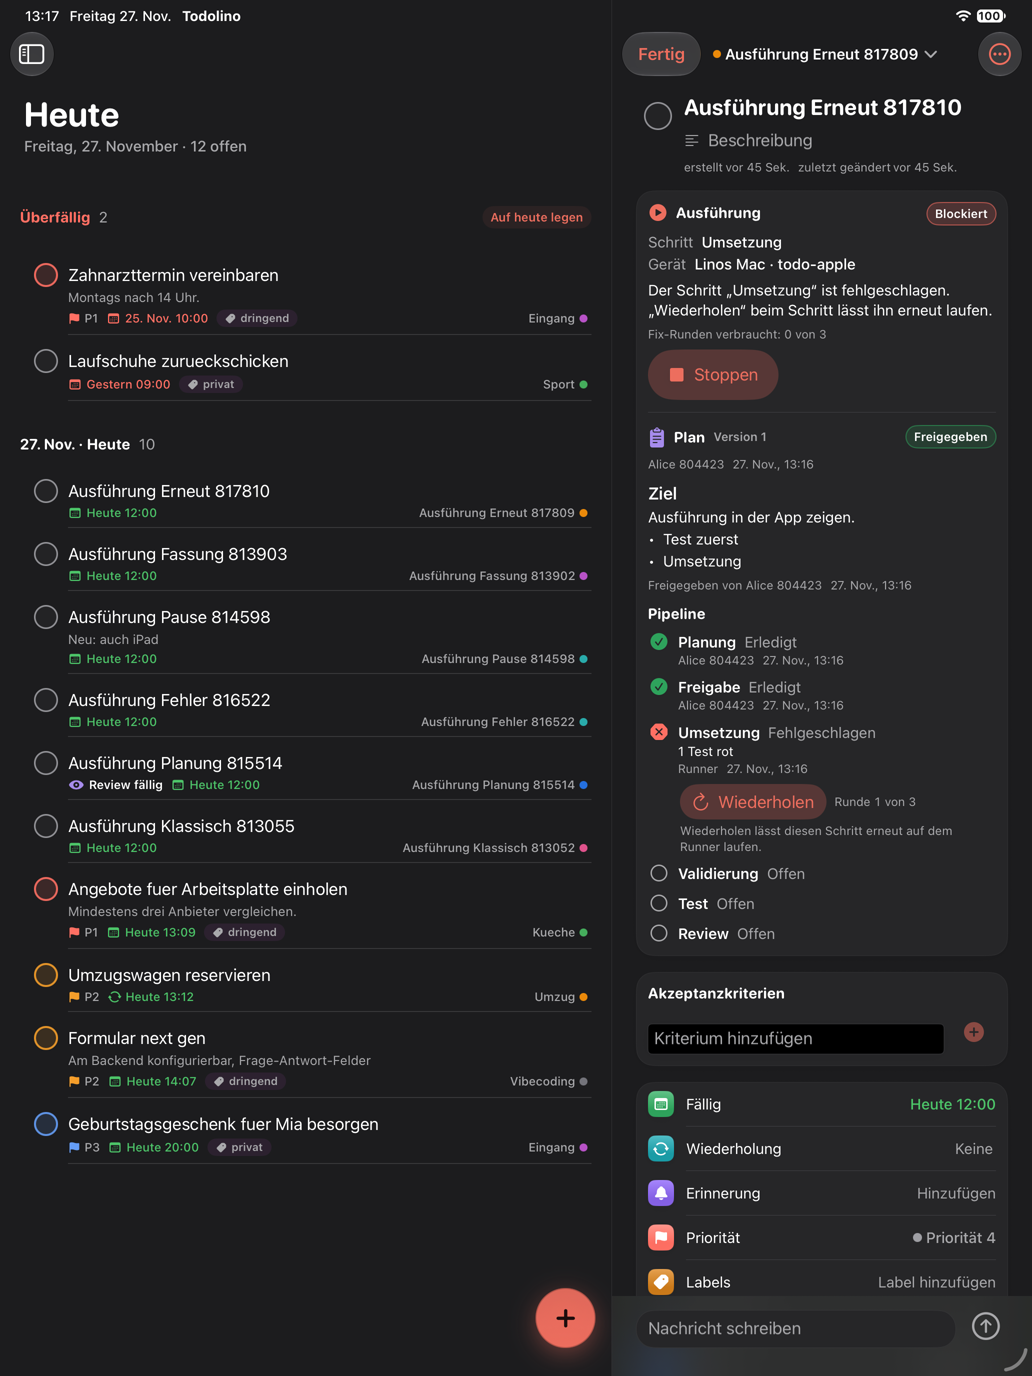 13:17 Freitag 27. Nov. Todolino
100
Heute
Freitag, 27. November · 12 offen
Überfällig 2
Auf heute legen
Zahnarzttermin vereinbaren
Montags nach 14 Uhr.
P1 25. Nov. 10:00 dringend Eingang
Laufschuhe zurueckschicken
Gestern 09:00 privat Sport
27. Nov. · Heute 10
Ausführung Erneut 817810
Heute 12:00 Ausführung Erneut 817809
Ausführung Fassung 813903
Heute 12:00 Ausführung Fassung 813902
Ausführung Pause 814598
Neu: auch iPad
Heute 12:00 Ausführung Pause 814598
Ausführung Fehler 816522
Heute 12:00 Ausführung Fehler 816522
Ausführung Planung 815514
Review fällig Heute 12:00 Ausführung Planung 815514
Ausführung Klassisch 813055
Heute 12:00 Ausführung Klassisch 813052
Angebote fuer Arbeitsplatte einholen
Mindestens drei Anbieter vergleichen.
P1 Heute 13:09 dringend Kueche
Umzugswagen reservieren
P2 Heute 13:12 Umzug
Formular next gen
Am Backend konfigurierbar, Frage-Antwort-Felder
P2 Heute 14:07 dringend Vibecoding
Geburtstagsgeschenk fuer Mia besorgen
P3 Heute 20:00 privat Eingang
Fertig
Ausführung Erneut 817809
Ausführung Erneut 817810
Beschreibung
erstellt vor 45 Sek. zuletzt geändert vor 45 Sek.
Ausführung Blockiert
Schritt Umsetzung
Gerät Linos Mac · todo-apple
Der Schritt „Umsetzung“ ist fehlgeschlagen.
„Wiederholen“ beim Schritt lässt ihn erneut laufen.
Fix-Runden verbraucht: 0 von 3
Stoppen
Plan Version 1 Freigegeben
Alice 804423 27. Nov., 13:16
Ziel
Ausführung in der App zeigen.
• Test zuerst
• Umsetzung
Freigegeben von Alice 804423 27. Nov., 13:16
Pipeline
Planung Erledigt
Alice 804423 27. Nov., 13:16
Freigabe Erledigt
Alice 804423 27. Nov., 13:16
Umsetzung Fehlgeschlagen
1 Test rot
Runner 27. Nov., 13:16
Wiederholen Runde 1 von 3
Wiederholen lässt diesen Schritt erneut auf dem
Runner laufen.
Validierung Offen
Test Offen
Review Offen
Akzeptanzkriterien
Kriterium hinzufügen
Fällig Heute 12:00
Wiederholung Keine
Erinnerung Hinzufügen
Priorität Priorität 4
Labels Label hinzufügen
Nachricht schreiben